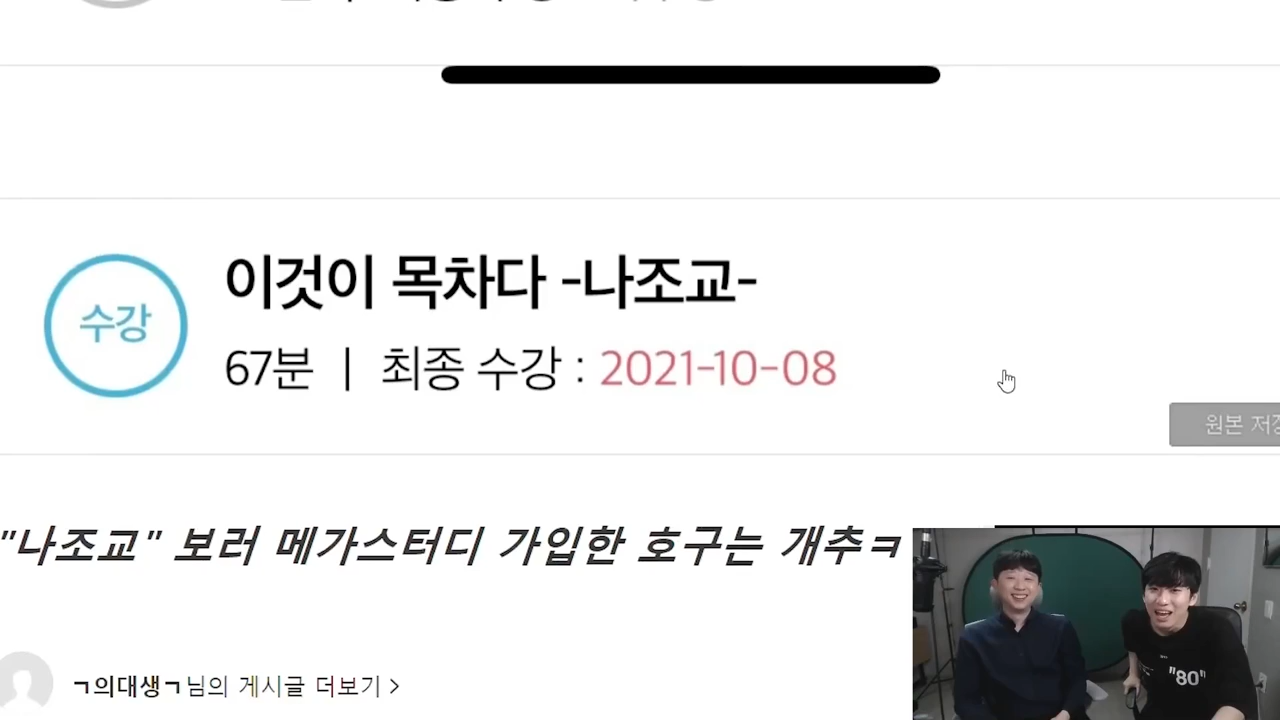 수강
이것이 목차다 -나조교-
67분 | 최종 수강 : 2021-10-08
원본 저장
"나조교" 보러 메가스터디 가입한 호구는 개추ㅋ
ㄱ의대생ㄱ님의 게시글 더보기 >
"80"